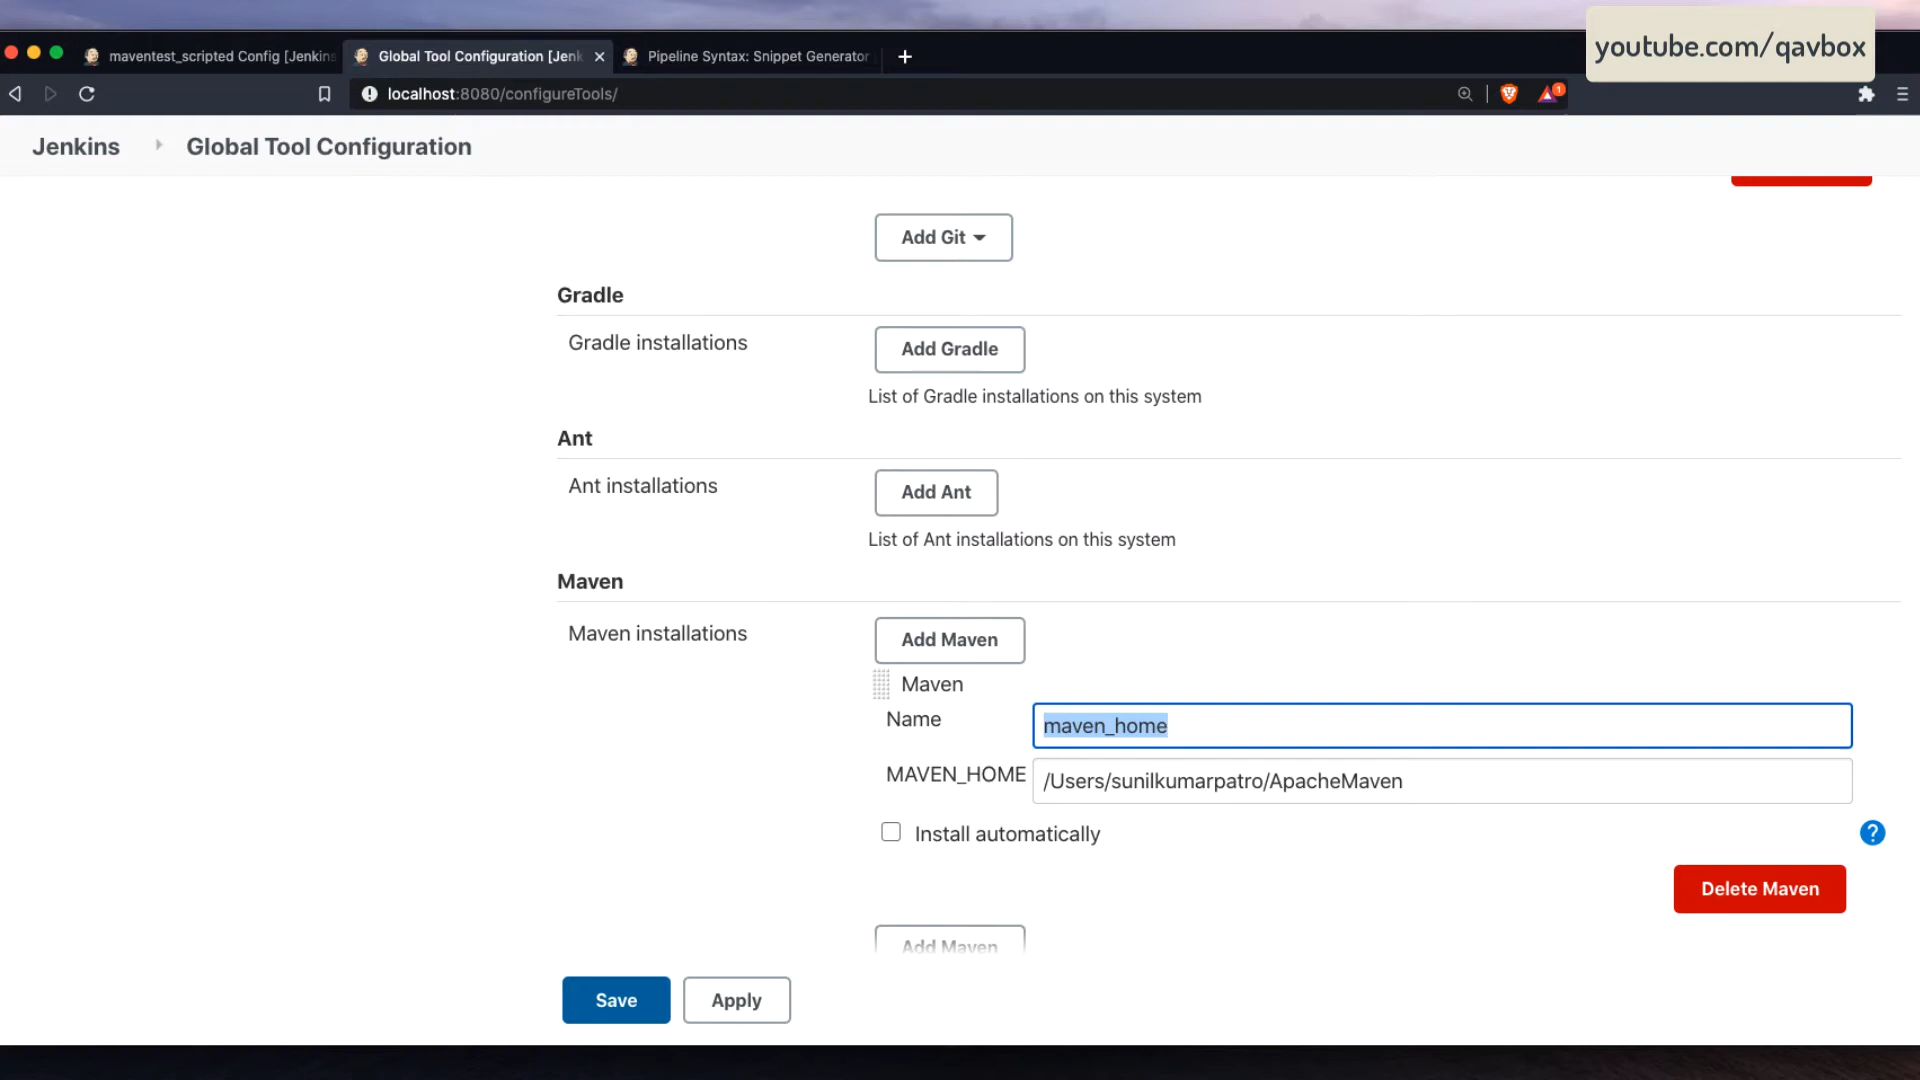 youtube.com/qavbox
maventest_scripted Config [Jenkins
Global Tool Configuration [Jenk
Pipeline Syntax: Snippet Generator
localhost:8080/configureTools/
1
Jenkins
Global Tool Configuration
Add Git
Gradle
Gradle installations
Add Gradle
List of Gradle installations on this system
Ant
Ant installations
Add Ant
List of Ant installations on this system
Maven
Maven installations
Add Maven
Maven
Name
maven_home
MAVEN_HOME
/Users/sunilkumarpatro/ApacheMaven
Install automatically
?
Delete Maven
Add Maven
Save
Apply